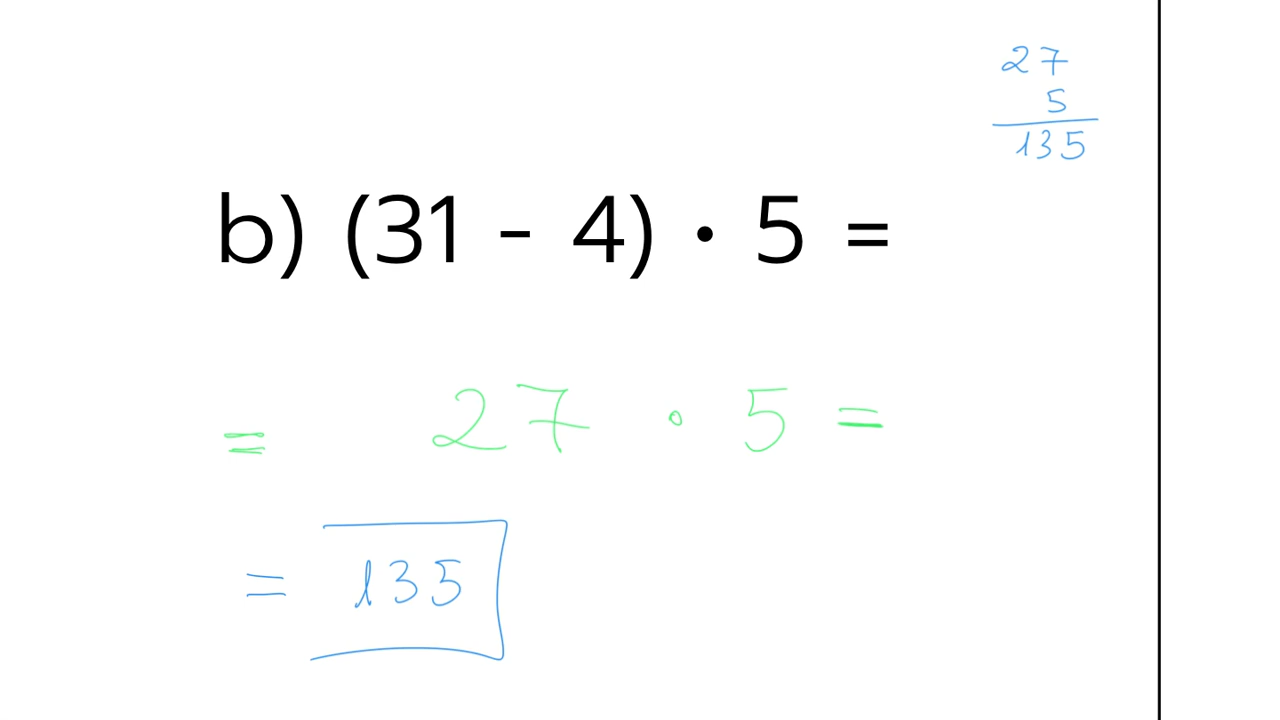 27
5
135
b) (31 - 4) • 5 =
= 27 · 5 =
= 135